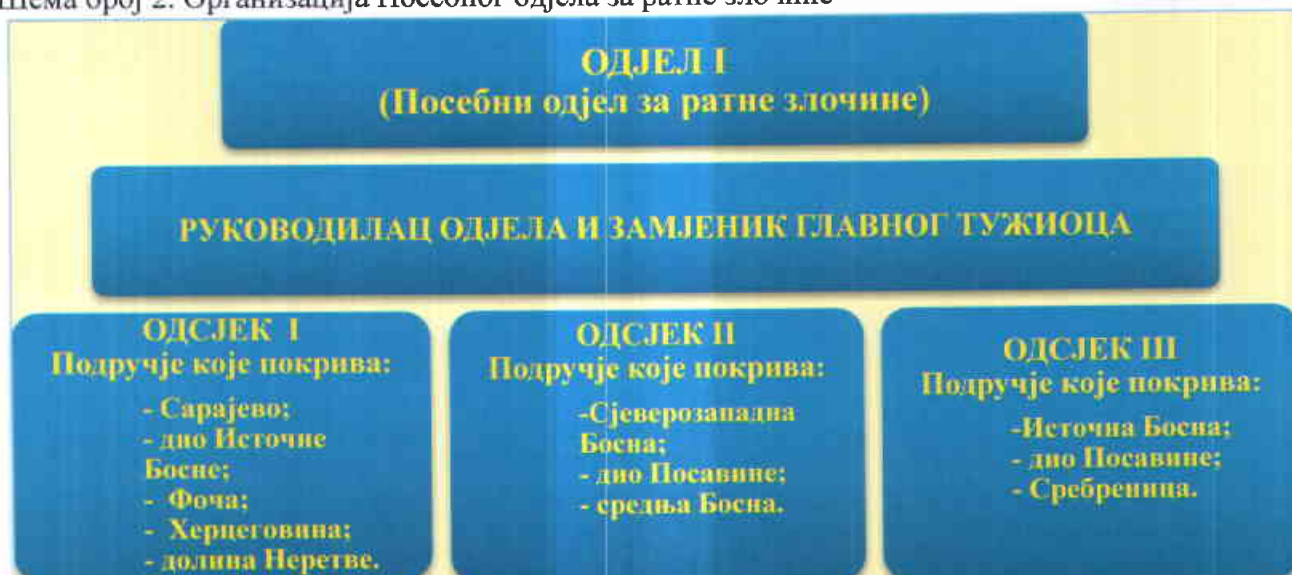 Шема број 2. Организација Посебног одјела за ратне злочине
ОДЈЕЛ I
(Посебни одјел за ратне злочине)
РУКОВОДИЛАЦ ОДЈЕЛА И ЗАМЈЕНИК ГЛАВНОГ ТУЖИОЦА
ОДСЈЕК I
Подручје које покрива:
- Сарајево;
- дио Источне
Босне;
- Фоча;
- Херцеговина;
- долина Неретве.
ОДСЈЕК II
Подручје које покрива:
-Сјеверозападна
Босна;
- дио Посавине;
- средња Босна.
ОДСЈЕК III
Подручје које покрива:
-Источна Босна;
- дио Посавине;
- Сребреница.